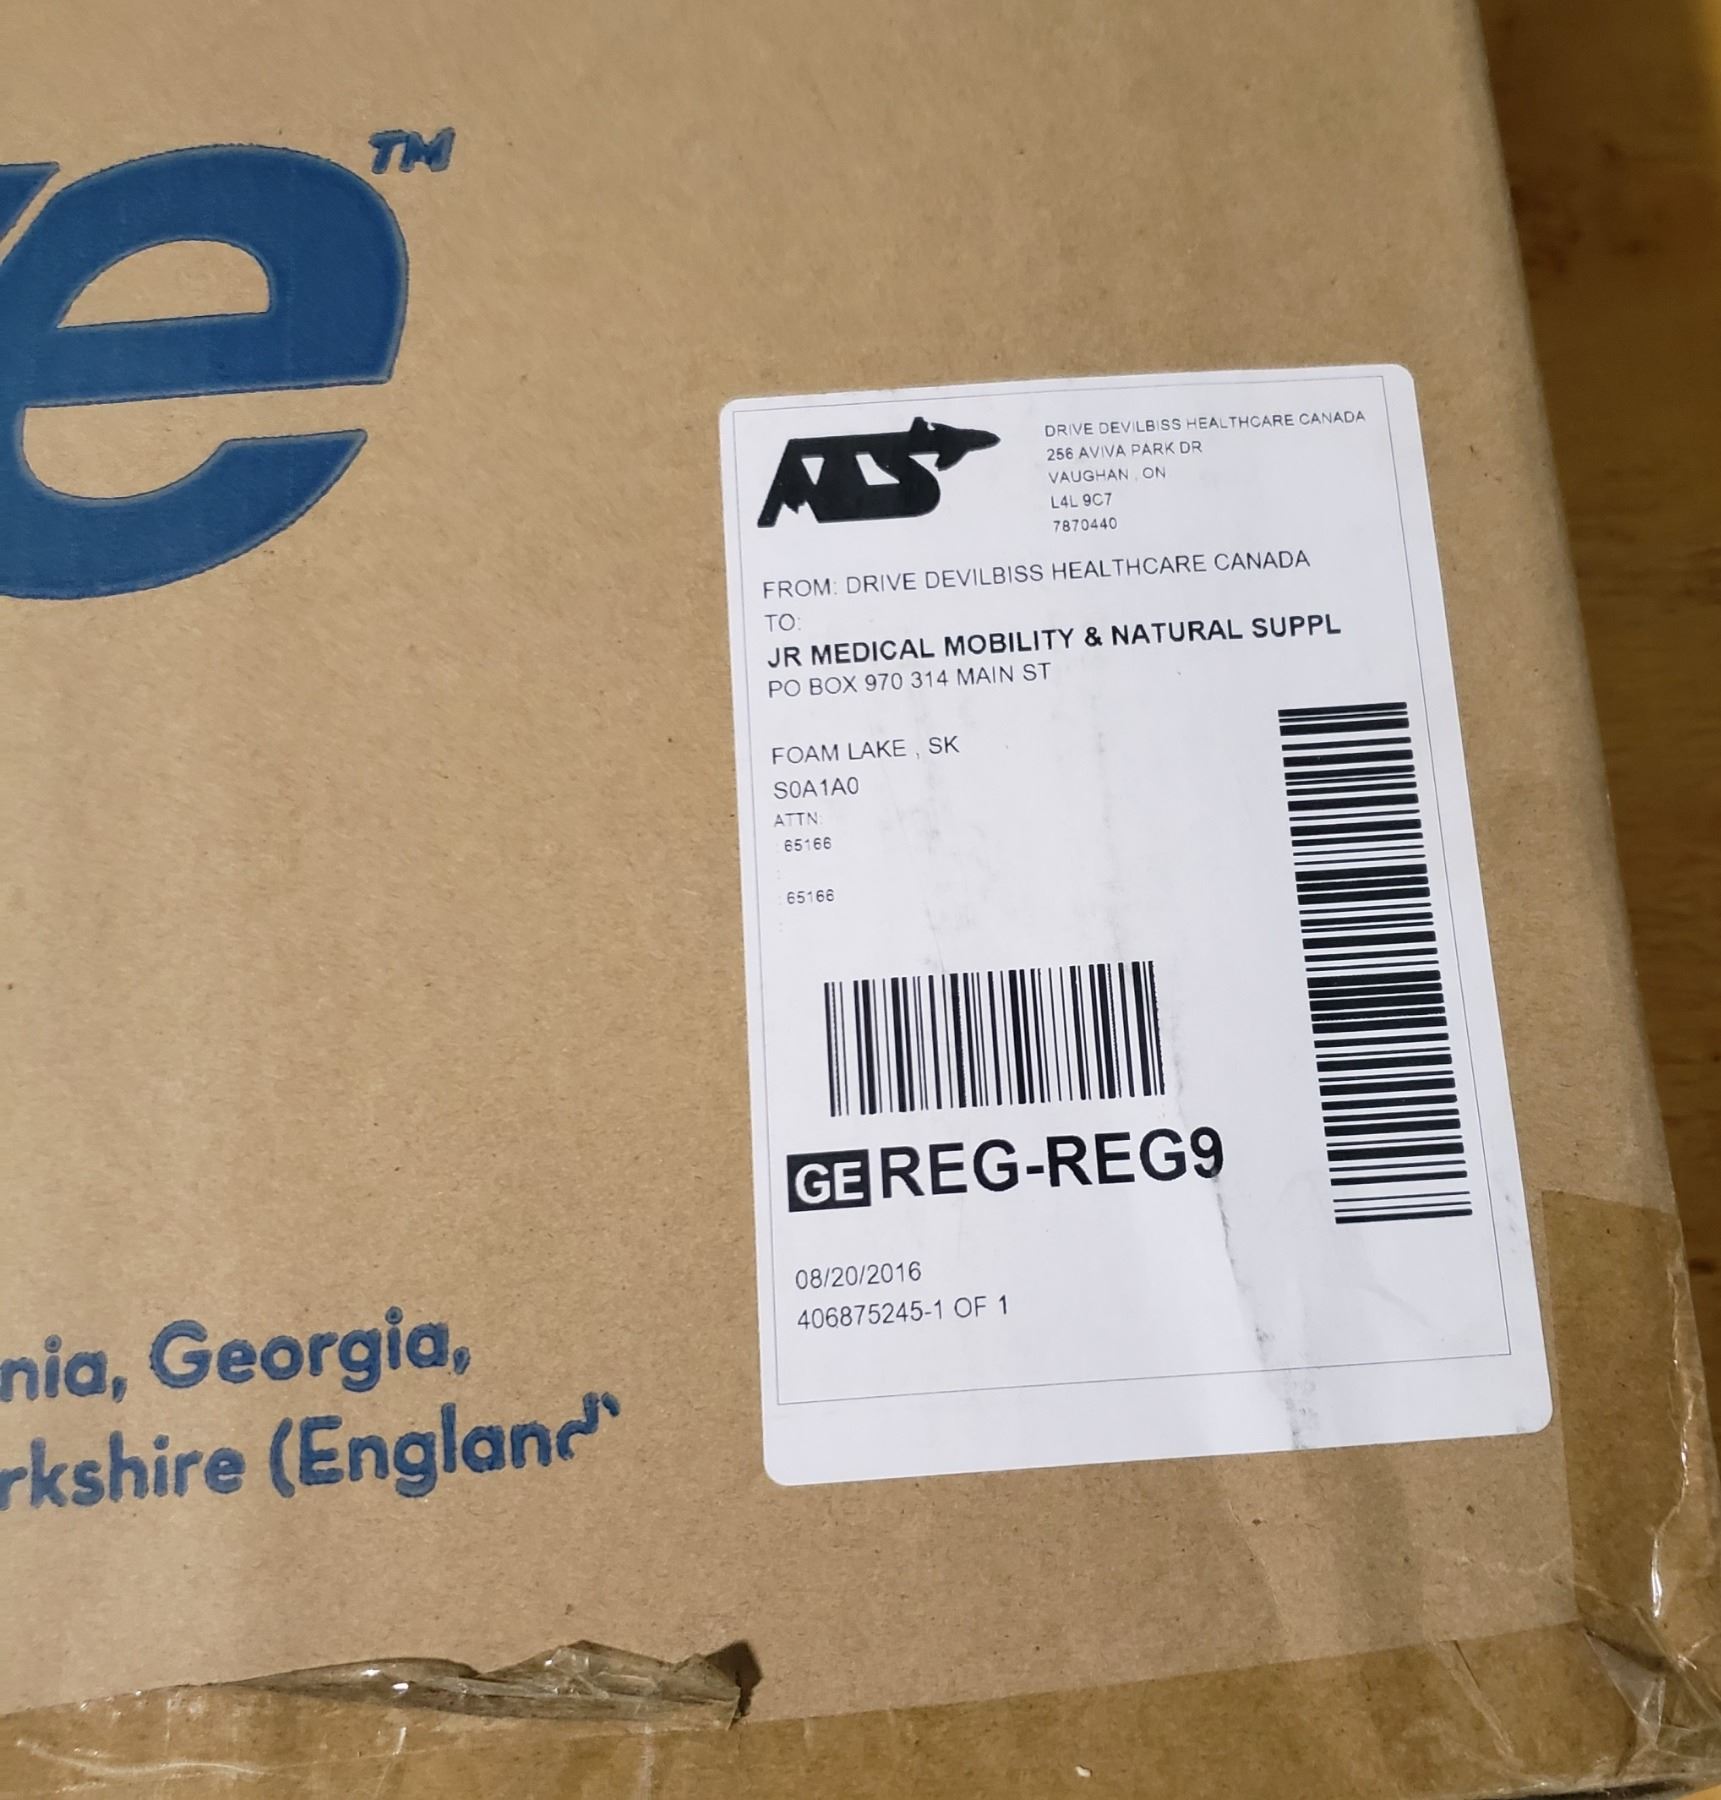 e™
ATS
DRIVE DEVILBISS HEALTHCARE CANADA
256 AVIVA PARK DR
VAUGHAN , ON
L4L 9C7
7870440
FROM: DRIVE DEVILBISS HEALTHCARE CANADA
TO:
JR MEDICAL MOBILITY & NATURAL SUPPL
PO BOX 970 314 MAIN ST
FOAM LAKE , SK
S0A1A0
ATTN:
: 65166
:
: 65166
:
GE REG-REG9
08/20/2016
406875245-1 OF 1
nia, Georgia,
rkshire (England)